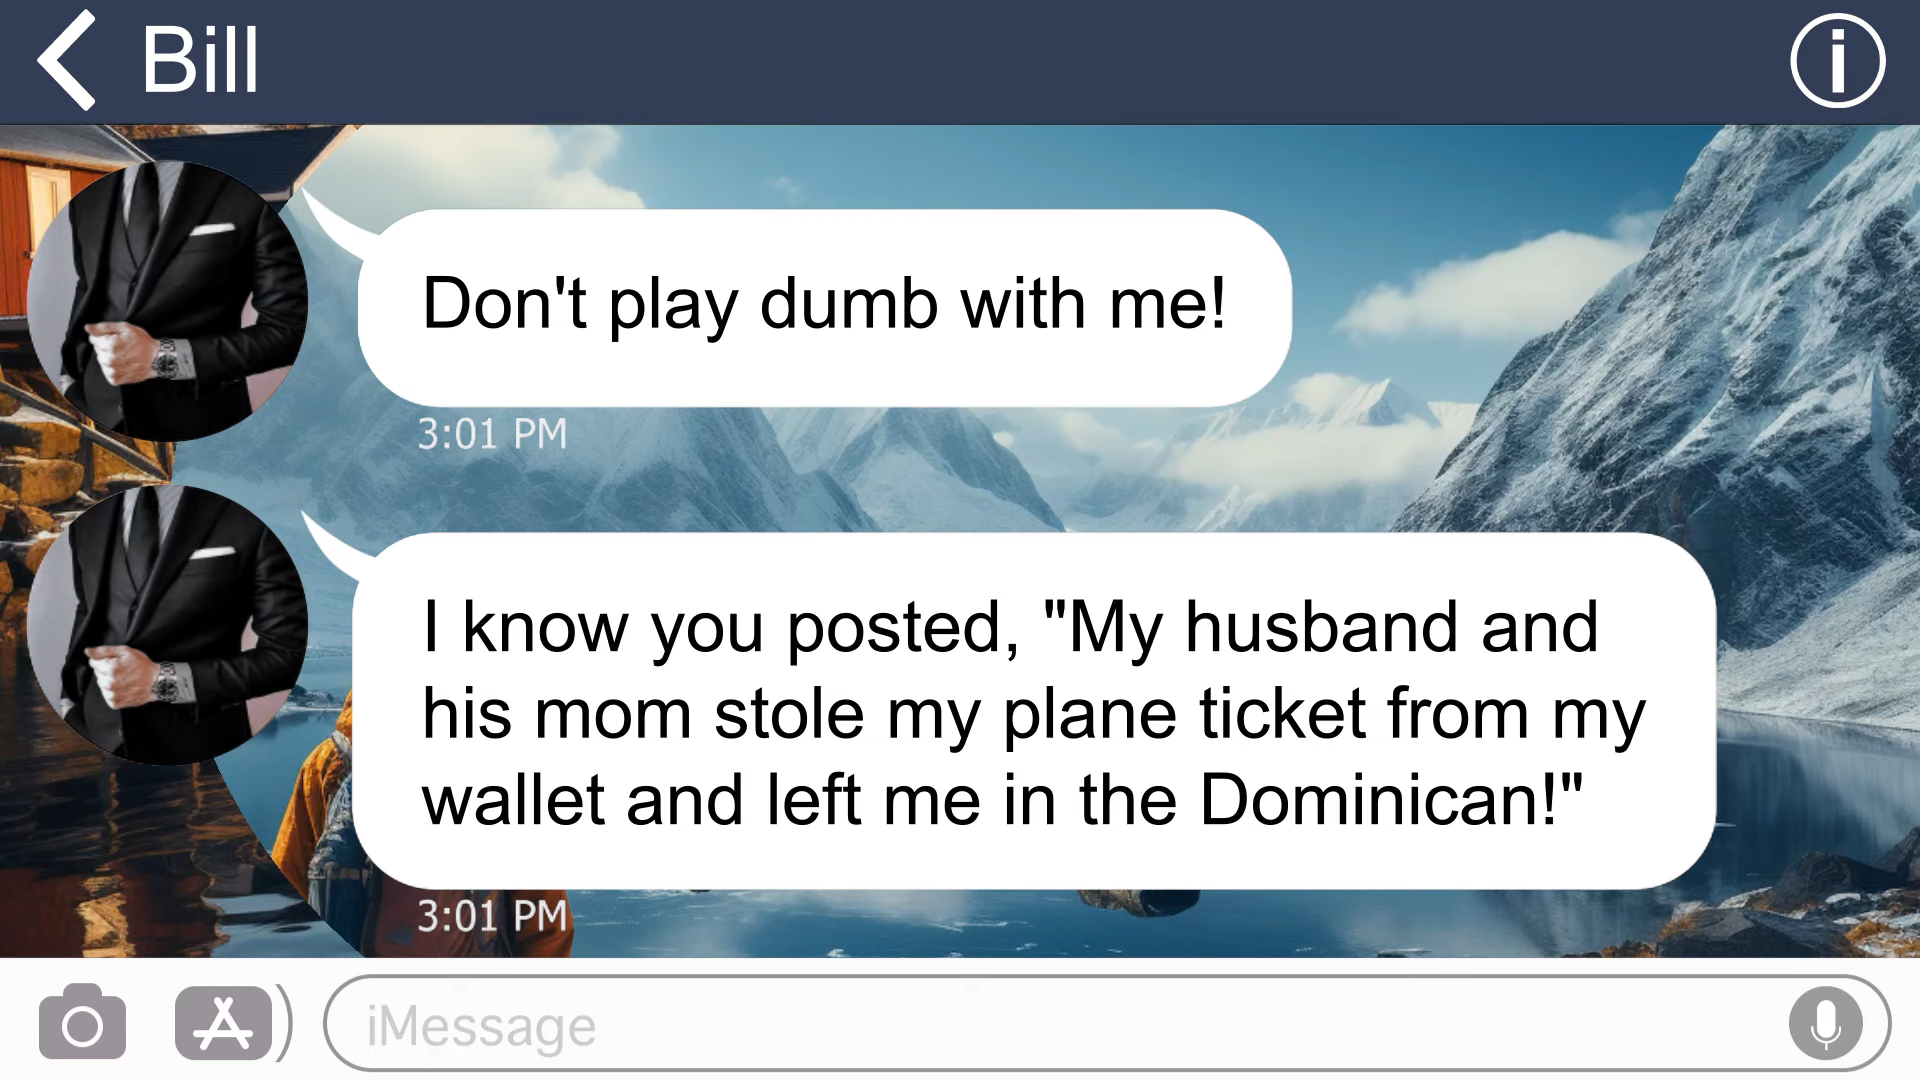 Bill
Don't play dumb with me!
3:01 PM
I know you posted, "My husband and
his mom stole my plane ticket from my
wallet and left me in the Dominican!"
3:01 PM
iMessage